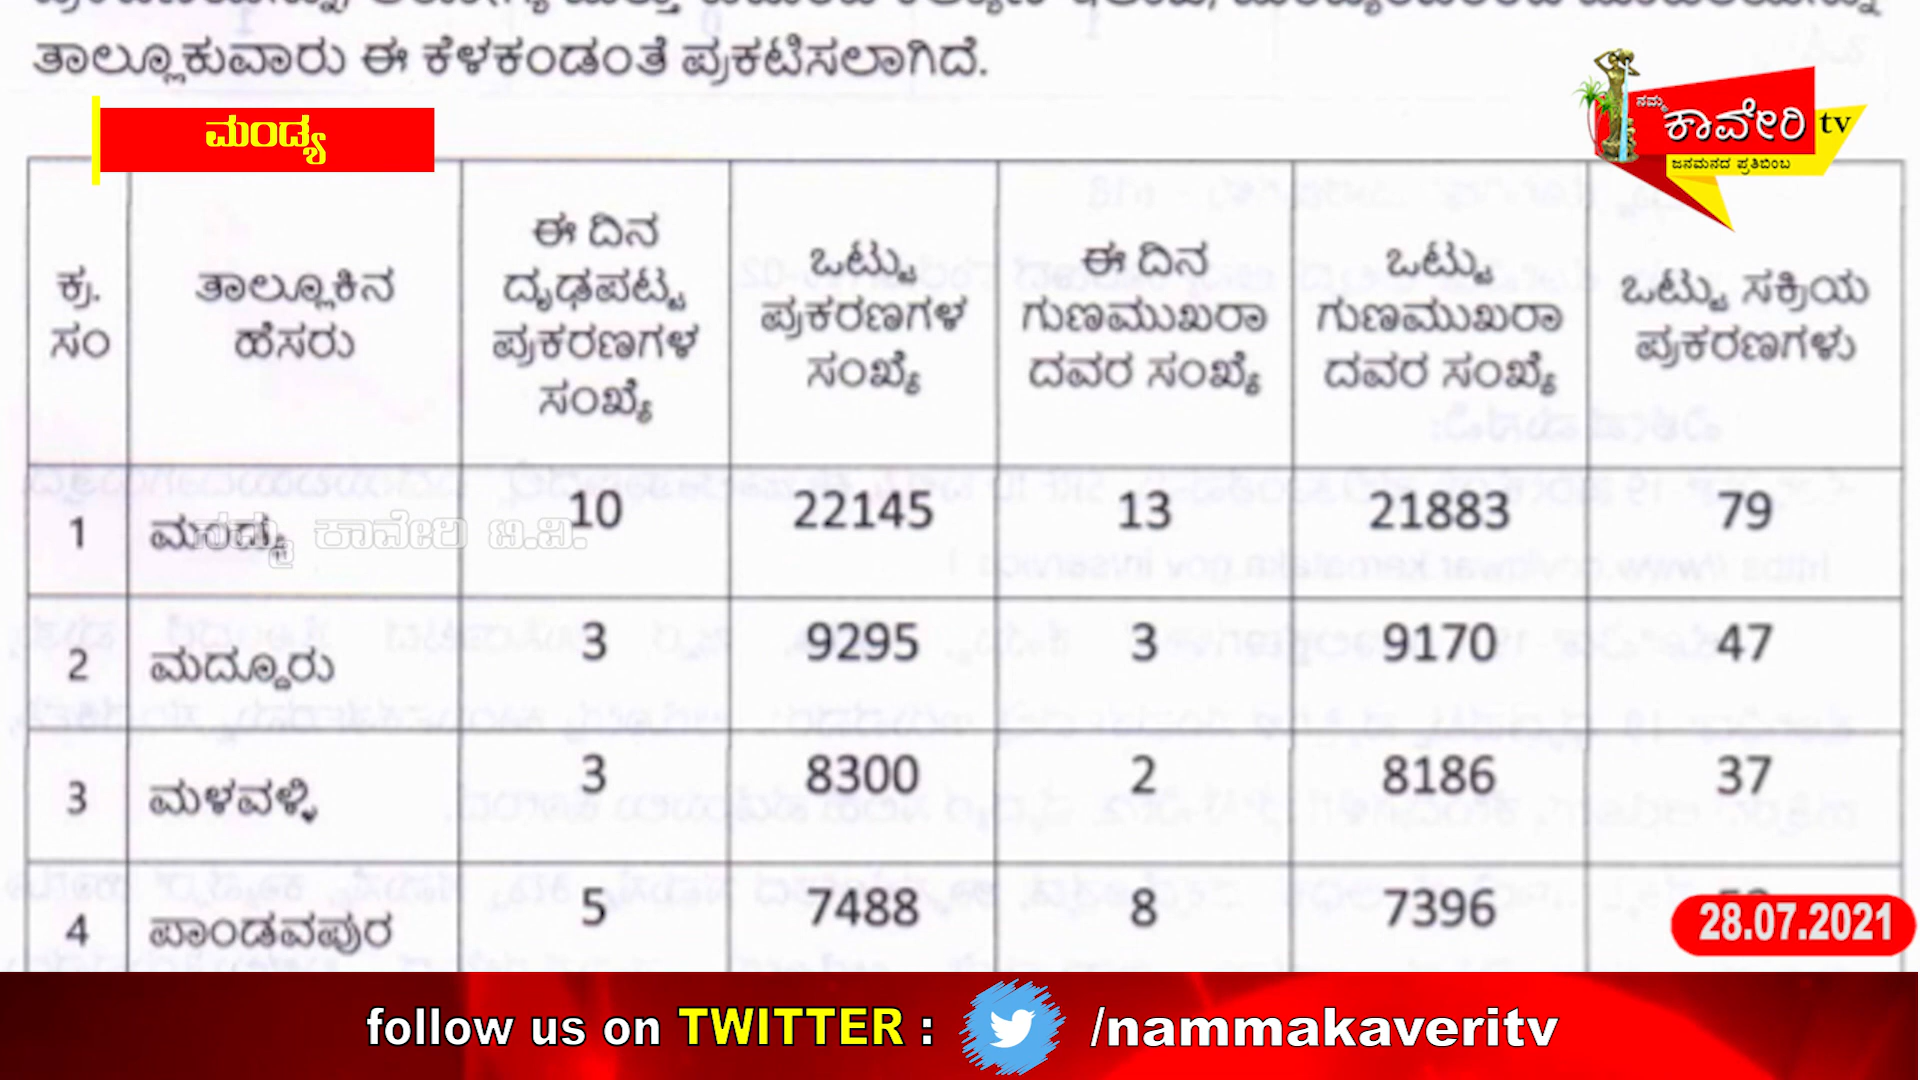 ತಾಲ್ಲೂಕುವಾರು ಈ ಕೆಳಕಂಡಂತೆ ಪ್ರಕಟಿಸಲಾಗಿದೆ.
ಮಂಡ್ಯ
ನಮ್ಮ
ಕಾವೇರಿ tv
ಜನಮನದ ಪ್ರತಿಬಿಂಬ
ಕ್ರ.
ಸಂ
ತಾಲ್ಲೂಕಿನ
ಹೆಸರು
ಈ ದಿನ
ದೃಢಪಟ್ಟ
ಪ್ರಕರಣಗಳ
ಸಂಖ್ಯೆ
ಒಟ್ಟು
ಪ್ರಕರಣಗಳ
ಸಂಖ್ಯೆ
ಈ ದಿನ
ಗುಣಮುಖರಾ
ದವರ ಸಂಖ್ಯೆ
ಒಟ್ಟು
ಗುಣಮುಖರಾ
ದವರ ಸಂಖ್ಯೆ
ಒಟ್ಟು ಸಕ್ರಿಯ
ಪ್ರಕರಣಗಳು
1 ಮಂಡ್ಯ 10 22145 13 21883 79
ನಮ್ಮ ಕಾವೇರಿ ಟಿ.ವಿ.
2 ಮದ್ದೂರು 3 9295 3 9170 47
3 ಮಳವಳ್ಳಿ 3 8300 2 8186 37
4 ಪಾಂಡವಪುರ 5 7488 8 7396
28.07.2021
follow us on TWITTER : /nammakaveritv